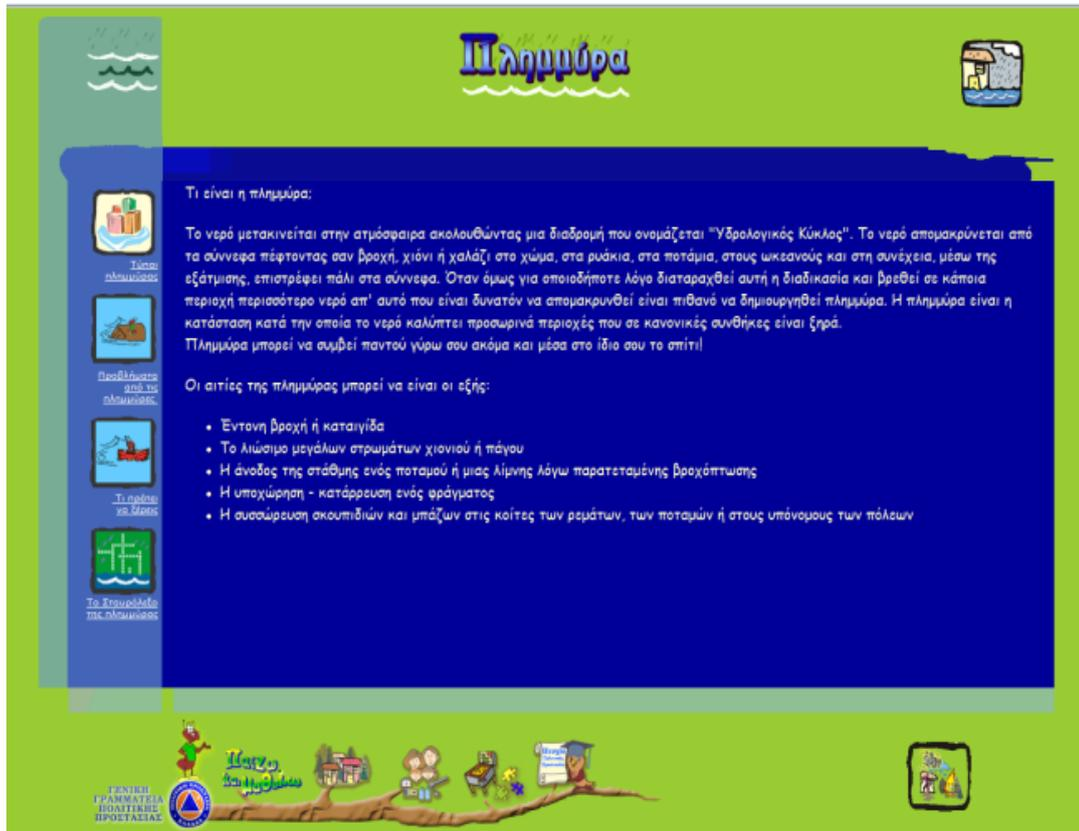 Πλημμύρα
Τι είναι η πλημμύρα;
Το νερό μετακινείται στην ατμόσφαιρα ακολουθώντας μια διαδρομή που ονομάζεται "Υδρολογικός Κύκλος". Το νερό απομακρύνεται από
τα σύννεφα πέφτοντας σαν βροχή, χιόνι ή χαλάζι στο χώμα, στα ρυάκια, στα ποτάμια, στους ωκεανούς και στη συνέχεια, μέσω της
εξάτμισης, επιστρέφει πάλι στα σύννεφα. Όταν όμως για οποιοδήποτε λόγο διαταραχθεί αυτή η διαδικασία και βρεθεί σε κάποια
περιοχή περισσότερο νερό απ' αυτό που είναι δυνατόν να απομακρυνθεί είναι πιθανό να δημιουργηθεί πλημμύρα. Η πλημμύρα είναι η
κατάσταση κατά την οποία το νερό καλύπτει προσωρινά περιοχές που σε κανονικές συνθήκες είναι ξηρά.
Πλημμύρα μπορεί να συμβεί παντού γύρω σου ακόμα και μέσα στο ίδιο σου το σπίτι!
Οι αιτίες της πλημμύρας μπορεί να είναι οι εξής:
• Έντονη βροχή ή καταιγίδα
• Το λιώσιμο μεγάλων στρωμάτων χιονιού ή πάγου
• Η άνοδος της στάθμης ενός ποταμού ή μιας λίμνης λόγω παρατεταμένης βροχόπτωσης
• Η υποχώρηση - κατάρρευση ενός φράγματος
• Η συσσώρευση σκουπιδιών και μπάζων στις κοίτες των ρεμάτων, των ποταμών ή στους υπόνομους των πόλεων
Τύποι
πλημμύρας
Προβλήματα
από τις
πλημμύρες
Τι πρέπει
να ξέρεις
Το Σταυρόλεξο
της πλημμύρας
Παίζω
και Μαθαίνω
ΓΕΝΙΚΗ
ΓΡΑΜΜΑΤΕΙΑ
ΠΟΛΙΤΙΚΗΣ
ΠΡΟΣΤΑΣΙΑΣ